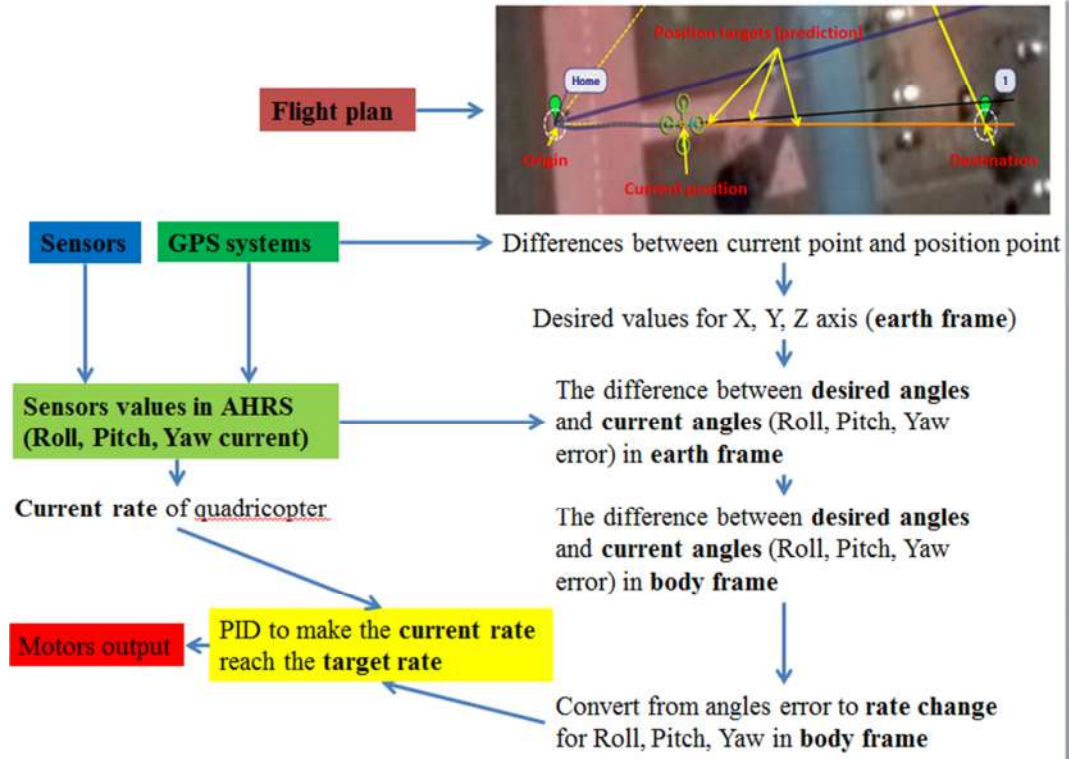 Position targets (prediction)
Home
1
Flight plan
Origin
Destination
Current position
Sensors
GPS systems
Differences between current point and position point
Desired values for X, Y, Z axis (earth frame)
The difference between desired angles
and current angles (Roll, Pitch, Yaw
error) in earth frame
Sensors values in AHRS
(Roll, Pitch, Yaw current)
Current rate of quadricopter
The difference between desired angles
and current angles (Roll, Pitch, Yaw
error) in body frame
Motors output
PID to make the current rate
reach the target rate
Convert from angles error to rate change
for Roll, Pitch, Yaw in body frame